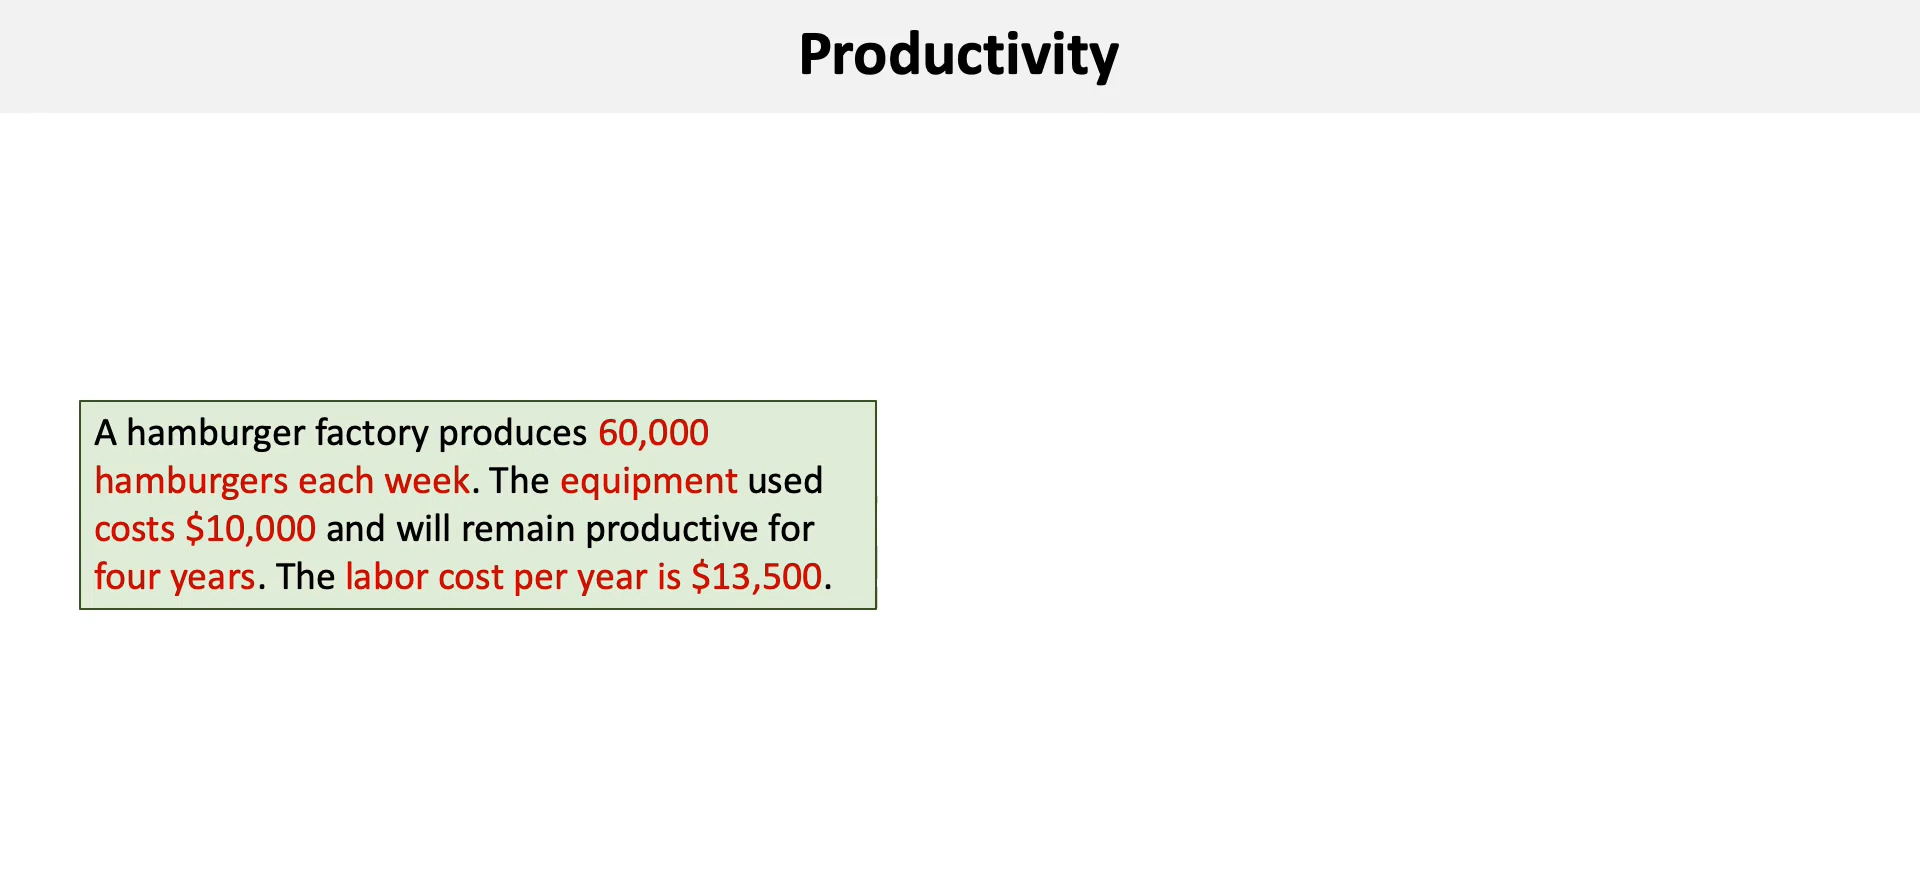 Productivity
A hamburger factory produces 60,000
hamburgers each week. The equipment used
costs $10,000 and will remain productive for
four years. The labor cost per year is $13,500.